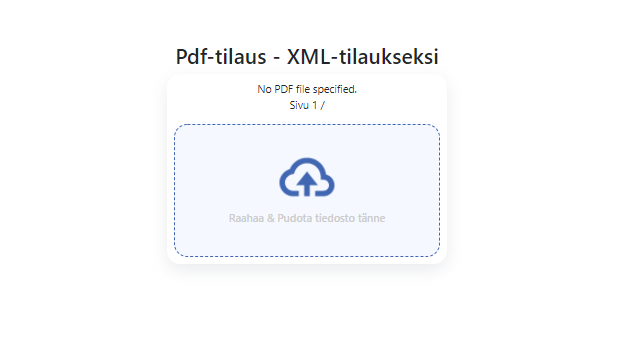 Pdf-tilaus - XML-tilaukseksi
No PDF file specified.
Sivu 1 /
Raahaa & Pudota tiedosto tänne